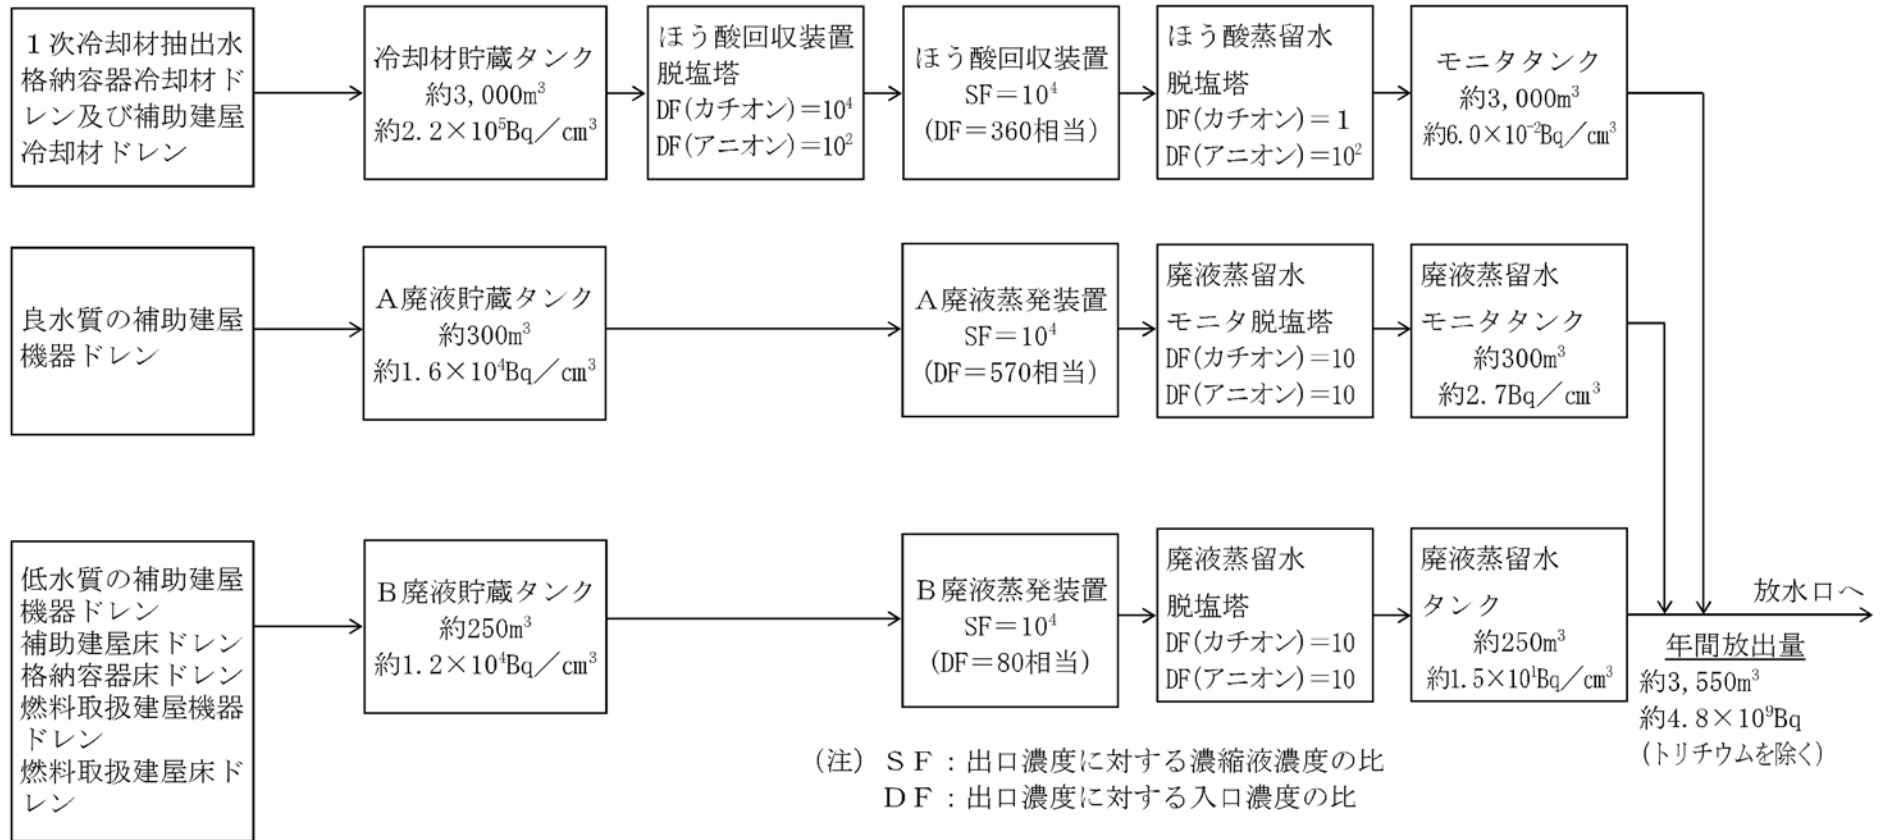 1次冷却材抽出水
格納容器冷却材ド
レン及び補助建屋
冷却材ドレン
冷却材貯蔵タンク
約3,000m³
約2.2×10⁵Bq/cm³
ほう酸回収装置
脱塩塔
DF(カチオン)=10⁴
DF(アニオン)=10²
ほう酸回収装置
SF=10⁴
(DF=360相当)
ほう酸蒸留水
脱塩塔
DF(カチオン)=1
DF(アニオン)=10²
モニタタンク
約3,000m³
約6.0×10⁻²Bq/cm³
良水質の補助建屋
機器ドレン
A廃液貯蔵タンク
約300m³
約1.6×10⁴Bq/cm³
A廃液蒸発装置
SF=10⁴
(DF=570相当)
廃液蒸留水
モニタ脱塩塔
DF(カチオン)=10
DF(アニオン)=10
廃液蒸留水
モニタタンク
約300m³
約2.7Bq/cm³
低水質の補助建屋
機器ドレン
補助建屋床ドレン
格納容器床ドレン
燃料取扱建屋機器
ドレン
燃料取扱建屋床ド
レン
B廃液貯蔵タンク
約250m³
約1.2×10⁴Bq/cm³
B廃液蒸発装置
SF=10⁴
(DF=80相当)
廃液蒸留水
脱塩塔
DF(カチオン)=10
DF(アニオン)=10
廃液蒸留水
タンク
約250m³
約1.5×10¹Bq/cm³
放水口へ
年間放出量
約3,550m³
約4.8×10⁹Bq
(トリチウムを除く)
(注) SF:出口濃度に対する濃縮液濃度の比
DF:出口濃度に対する入口濃度の比